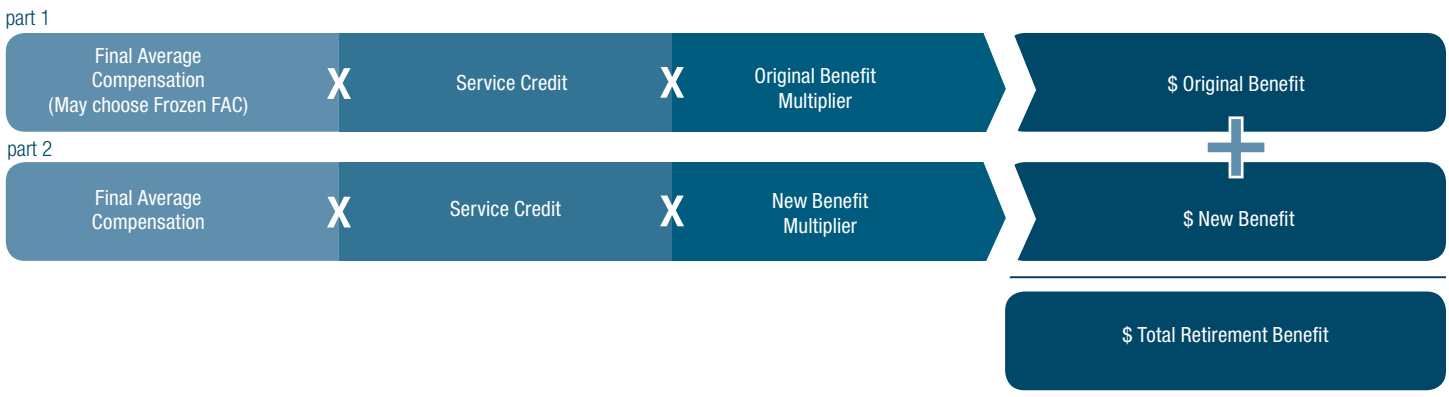 part 1
Final Average
Compensation
(May choose Frozen FAC)
X
Service Credit
X
Original Benefit
Multiplier
$ Original Benefit
+
part 2
Final Average
Compensation
X
Service Credit
X
New Benefit
Multiplier
$ New Benefit
$ Total Retirement Benefit